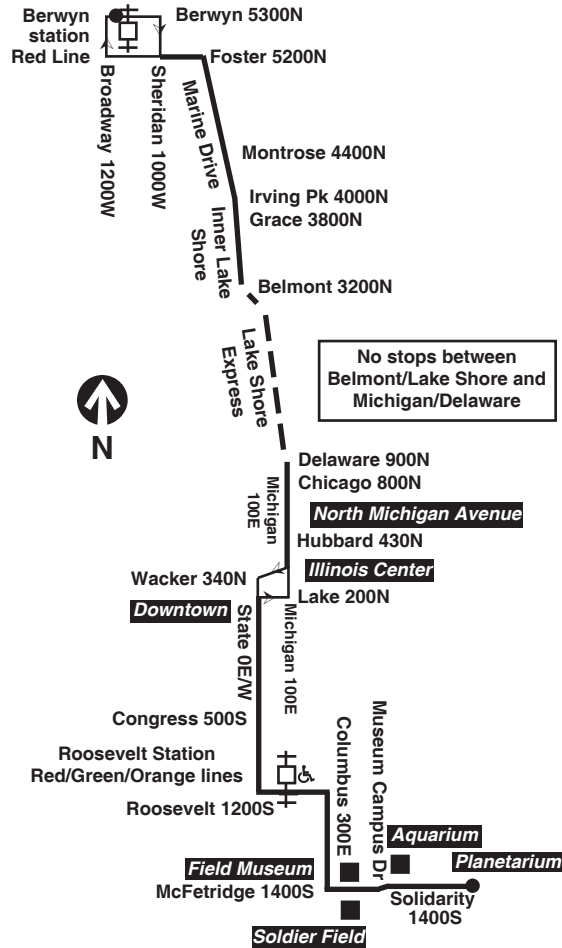 Berwyn
station
Red Line
Berwyn 5300N
Foster 5200N
Broadway 1200W
Sheridan 1000W
Marine Drive
Montrose 4400N
Irving Pk 4000N
Grace 3800N
Inner Lake
Shore
Belmont 3200N
Lake Shore
Express
No stops between
Belmont/Lake Shore and
Michigan/Delaware
N
Delaware 900N
Chicago 800N
Michigan
100E
North Michigan Avenue
Hubbard 430N
Illinois Center
Wacker 340N
Lake 200N
Downtown
State 0E/W
Michigan 100E
Congress 500S
Roosevelt Station
Red/Green/Orange lines
Roosevelt 1200S
Columbus 300E
Museum Campus Dr
Aquarium
Planetarium
Field Museum
McFetridge 1400S
Solidarity
1400S
Soldier Field